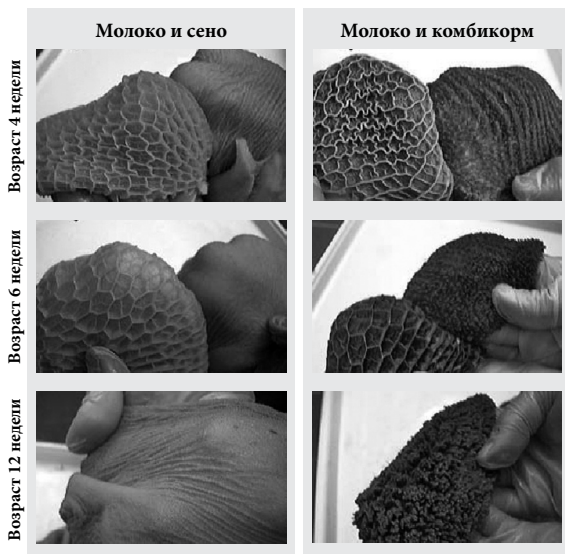 Молоко и сено
Молоко и комбикорм
Возраст 4 недели
Возраст 6 недели
Возраст 12 недели